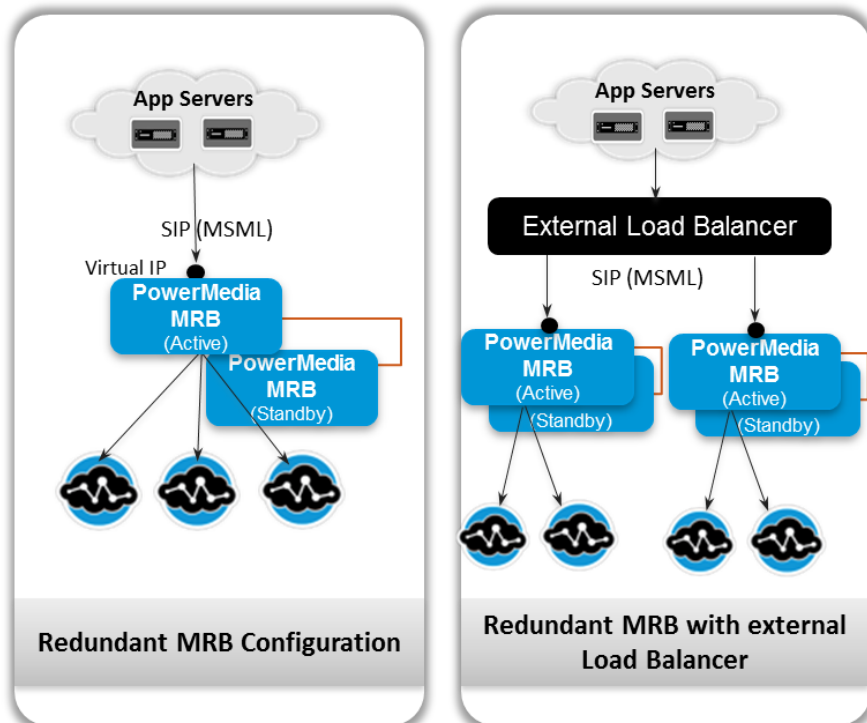 App Servers
SIP (MSML)
Virtual IP
PowerMedia
MRB
(Active)
PowerMedia
MRB
(Standby)
Redundant MRB Configuration
App Servers
External Load Balancer
SIP (MSML)
PowerMedia
MRB
(Active)
(Standby)
PowerMedia
MRB
(Active)
(Standby)
Redundant MRB with external
Load Balancer